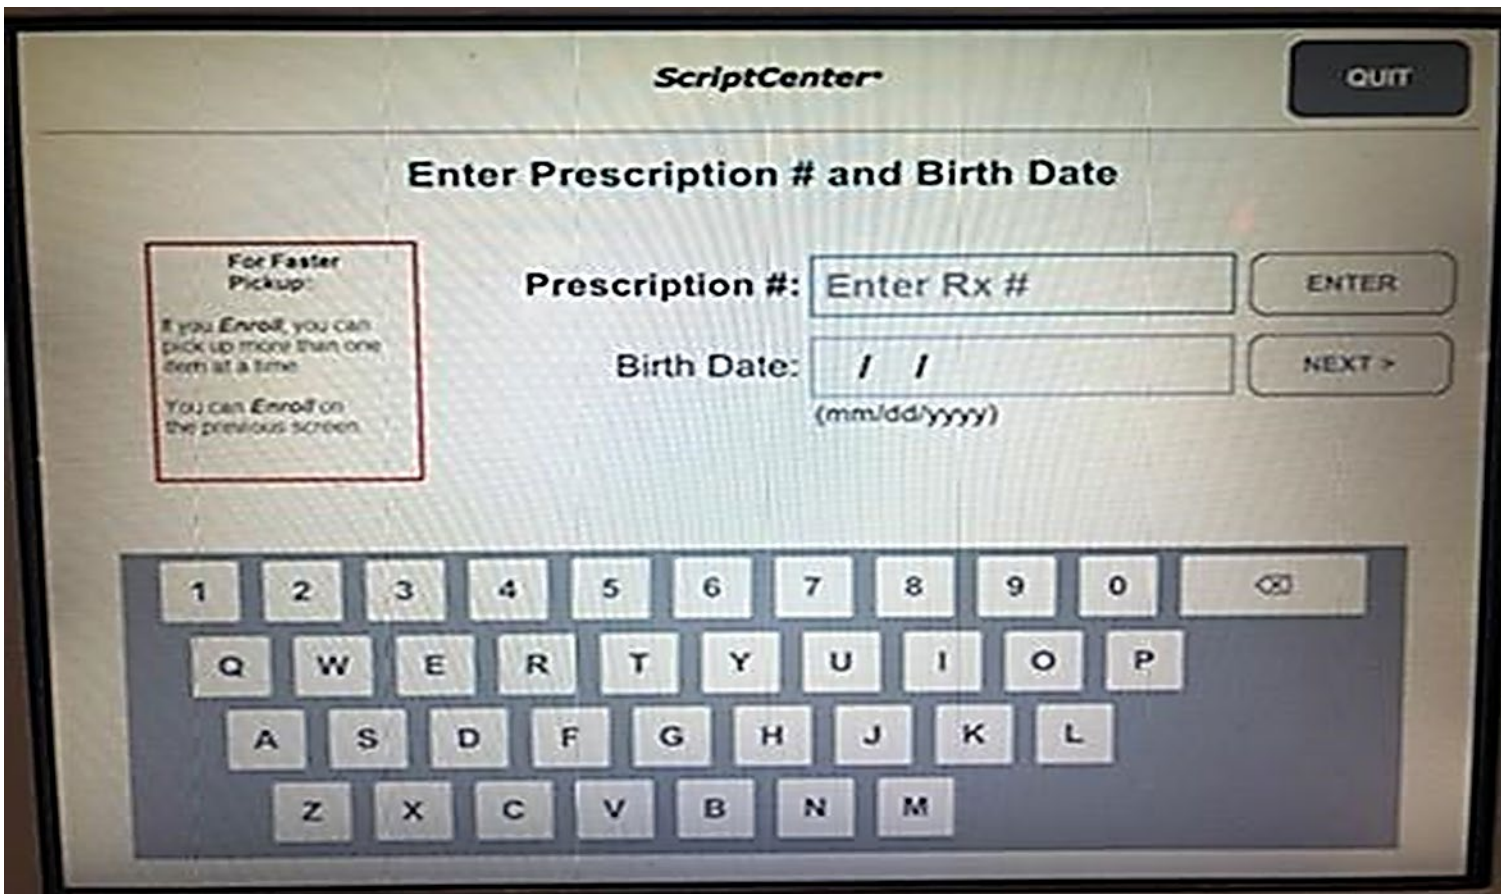 ScriptCenter
QUIT
Enter Prescription # and Birth Date
For Faster
Pickup:
If you Enroll, you can
pick up more than one
item at a time.
You can Enroll on
the previous screen.
Prescription #: Enter Rx # ENTER
Birth Date: / / NEXT >
(mm/dd/yyyy)
1 2 3 4 5 6 7 8 9 0
Q W E R T Y U I O P
A S D F G H J K L
Z X C V B N M